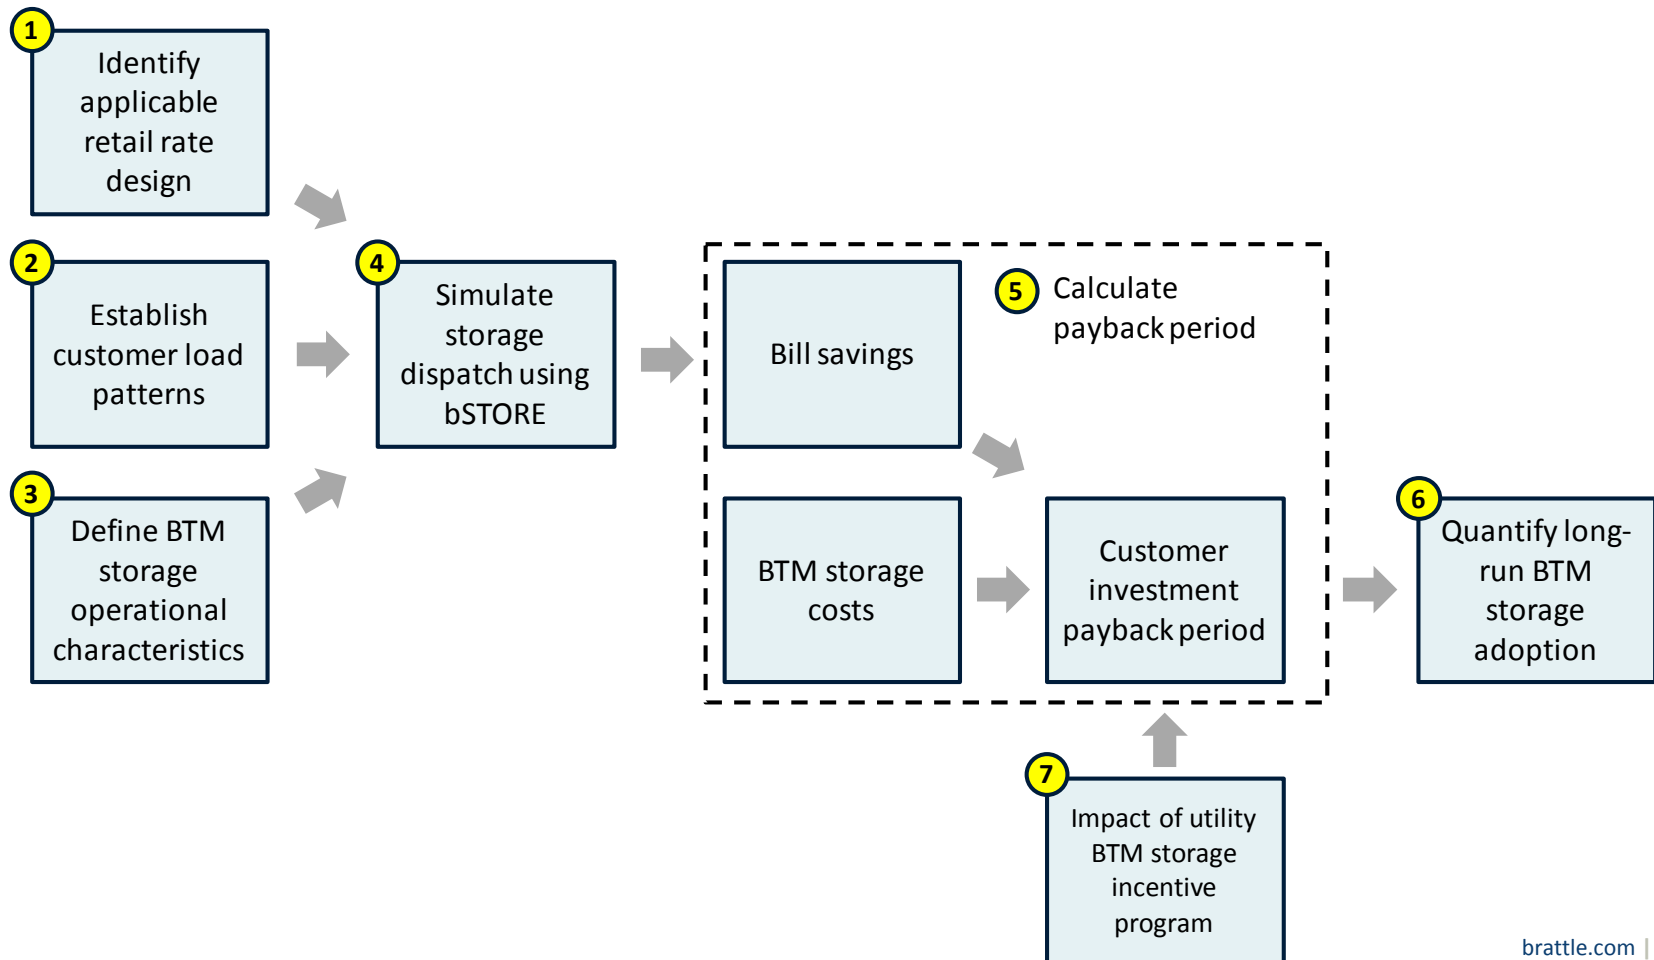 1
Identify
applicable
retail rate
design
2
Establish
customer load
patterns
3
Define BTM
storage
operational
characteristics
4
Simulate
storage
dispatch using
bSTORE
5
Calculate
payback period
Bill savings
BTM storage
costs
Customer
investment
payback period
6
Quantify long-
run BTM
storage
adoption
7
Impact of utility
BTM storage
incentive
program
brattle.com |